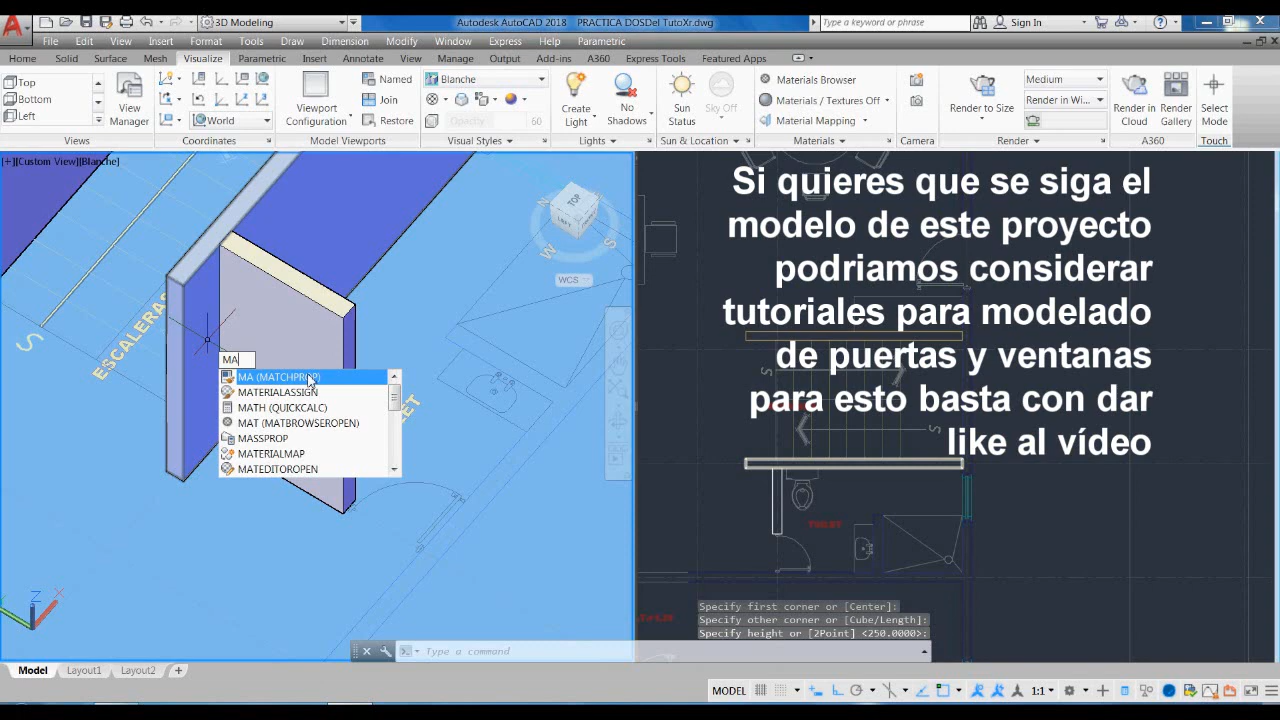 3D Modeling
Autodesk AutoCAD 2018 PRACTICA DOSDel TutoXr.dwg
Type a keyword or phrase
Sign In
File Edit View Insert Format Tools Draw Dimension Modify Window Express Help Parametric
Home Solid Surface Mesh Visualize Parametric Insert Annotate View Manage Output Add-ins A360 Express Tools Featured Apps
Top
Bottom
Left
View
Manager
Views
World
Coordinates
Viewport
Configuration
Named
Join
Restore
Model Viewports
Blanche
Opacity 60
Visual Styles
Create
Light
No
Shadows
Lights
Sun
Status
Sky Off
Sun & Location
Materials Browser
Materials / Textures Off
Material Mapping
Materials
Camera
Render to Size
Medium
Render in Wi...
Render
Render in
Cloud
Render
Gallery
A360
Select
Mode
Touch
[+][Custom View][Blanche]
TOP
LEFT
N
W
S
WCS
S
ESCALERAS
MA
MA (MATCHPROP)
MATERIALASSIGN
MATH (QUICKCALC)
MAT (MATBROWSEROPEN)
MASSPROP
MATERIALMAP
MATEDITOROPEN
Z
X
Si quieres que se siga el
modelo de este proyecto
podriamos considerar
tutoriales para modelado
de puertas y ventanas
para esto basta con dar
like al vídeo
S
S
Specify first corner or [Center]:
Specify other corner or [Cube/Length]:
Specify height or [2Point] <250.0000>:
Type a command
Model Layout1 Layout2 +
MODEL
1:1